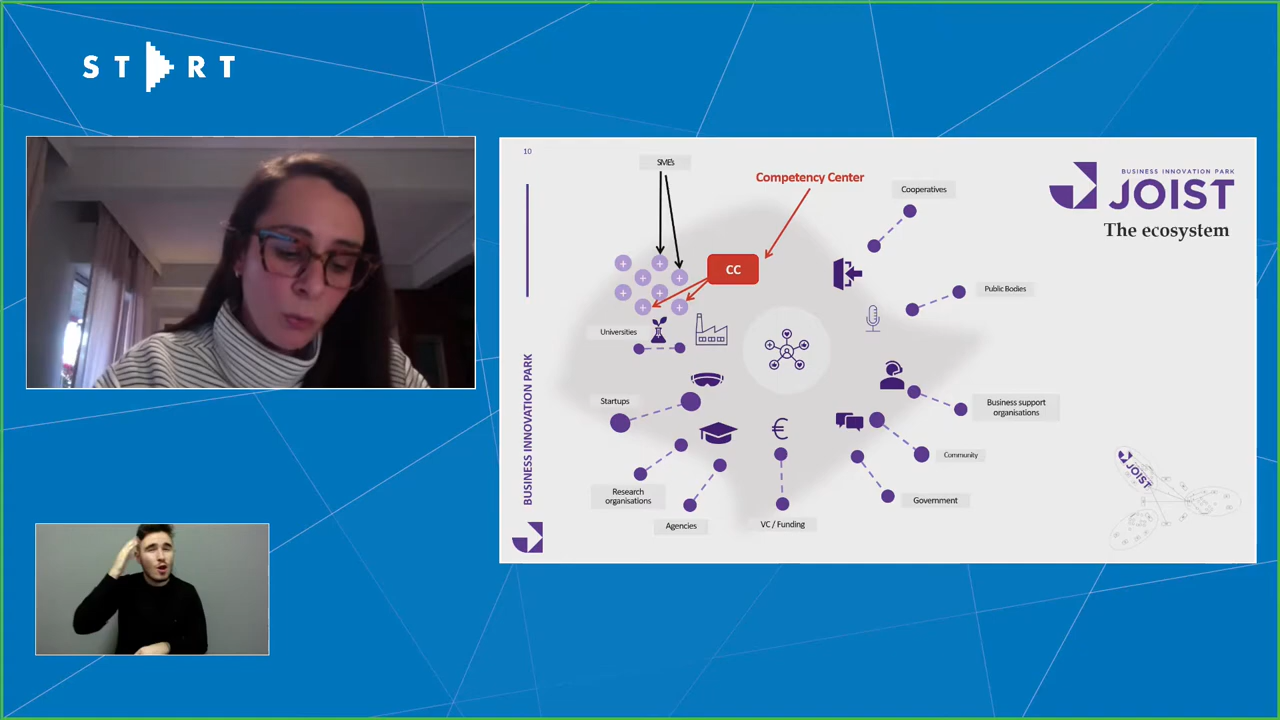 START
10
SMEs
Competency Center
Cooperatives
BUSINESS INNOVATION PARK
JOIST
The ecosystem
CC
Public Bodies
Universities
Startups
Business support
organisations
Community
Research
organisations
Government
Agencies
VC / Funding
€
BUSINESS INNOVATION PARK
JOIST